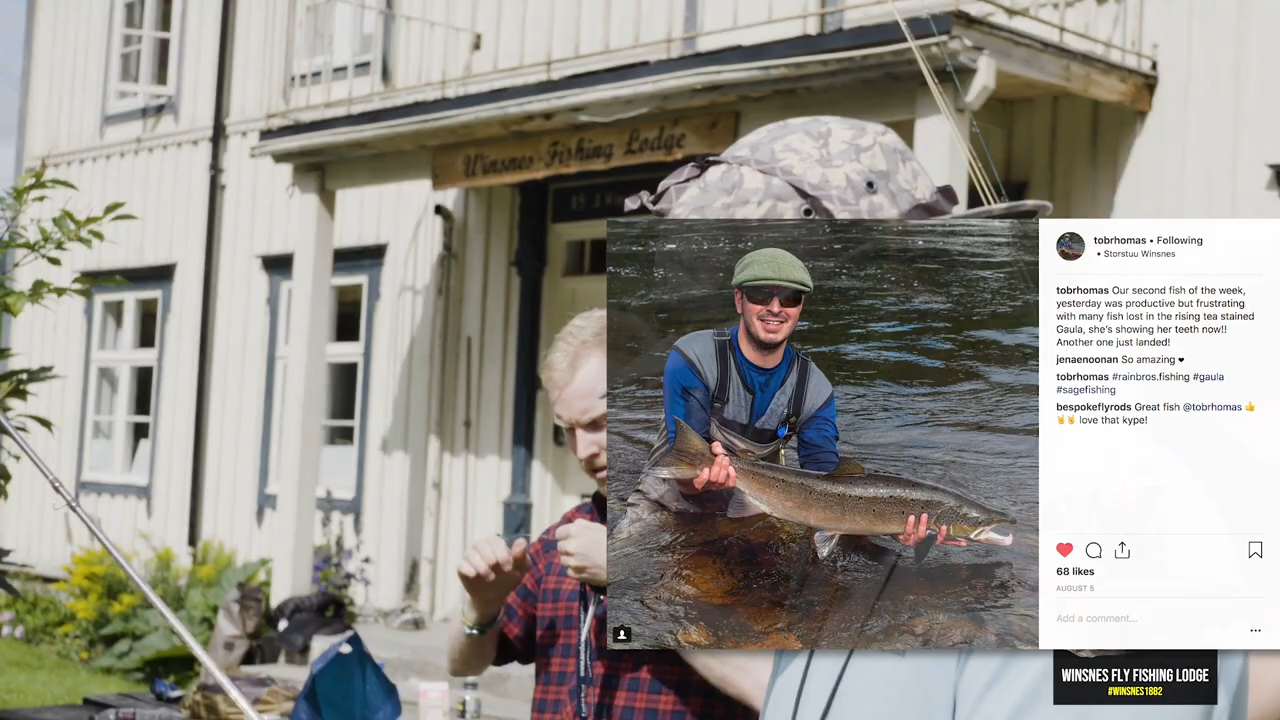 Winsnes Fishing Lodge
tobrhomas • Following
• Storstuu Winsnes
tobrhomas Our second fish of the week,
yesterday was productive but frustrating
with many fish lost in the rising tea stained
Gaula, she's showing her teeth now!!
Another one just landed!
jenaenoonan So amazing ❤
tobrhomas #rainbros.fishing #gaula
#sagefishing
bespokeflyrods Great fish @tobrhomas 👍
🤘🤘 love that kype!
68 likes
AUGUST 5
Add a comment...
WINSNES FLY FISHING LODGE
#WINSNES1882